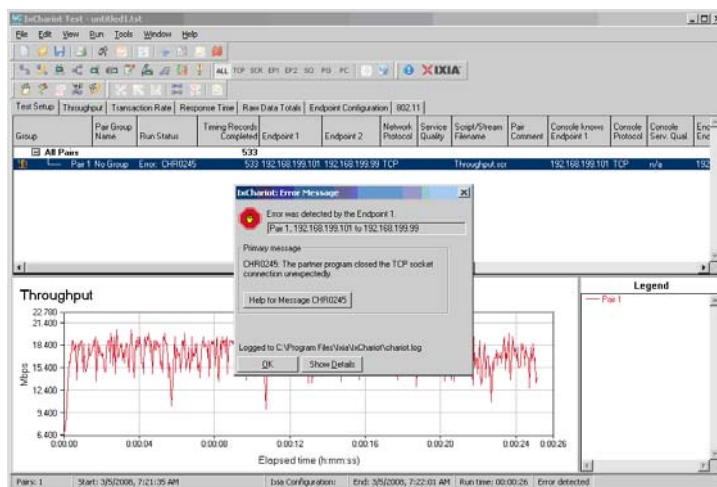 IxChariot Test - untitled1.tst
File Edit View Run Tools Window Help
ALL TCP SCR EP1 EP2 SQ PG PC XIXIA
Test Setup Throughput Transaction Rate Response Time Raw Data Totals Endpoint Configuration 802.11
Group Pair Group Name Run Status Timing Records Completed Endpoint 1 Endpoint 2 Network Protocol Service Quality Script/Stream Filename Pair Comment Console knows Endpoint 1 Console Protocol Console Serv. Qual
All Pairs 533
Pair 1 No Group Error: CHR0245 533 192.168.199.101 192.168.199.99 TCP Throughput.scr 192.168.199.101 TCP n/a 192
IxChariot: Error Message
Error was detected by the Endpoint 1.
Pair 1, 192.168.199.101 to 192.168.199.99
Primary message
CHR0245: The partner program closed the TCP socket
connection unexpectedly.
Help for Message CHR0245
Logged to C:\Program Files\Ixia\IxChariot\chariot.log
OK Show Details
Throughput
Mbps
22.700
21.400
18.400
15.400
12.400
9.400
6.400
0:00:00 0:00:04 0:00:08 0:00:12 0:00:16 0:00:20 0:00:24 0:00:26
Elapsed time (h:mm:ss)
Legend
Pair 1
Pairs: 1 Start: 3/5/2008, 7:21:35 AM Ixia Configuration: End: 3/5/2008, 7:22:01 AM Run time: 00:00:26 Error detected